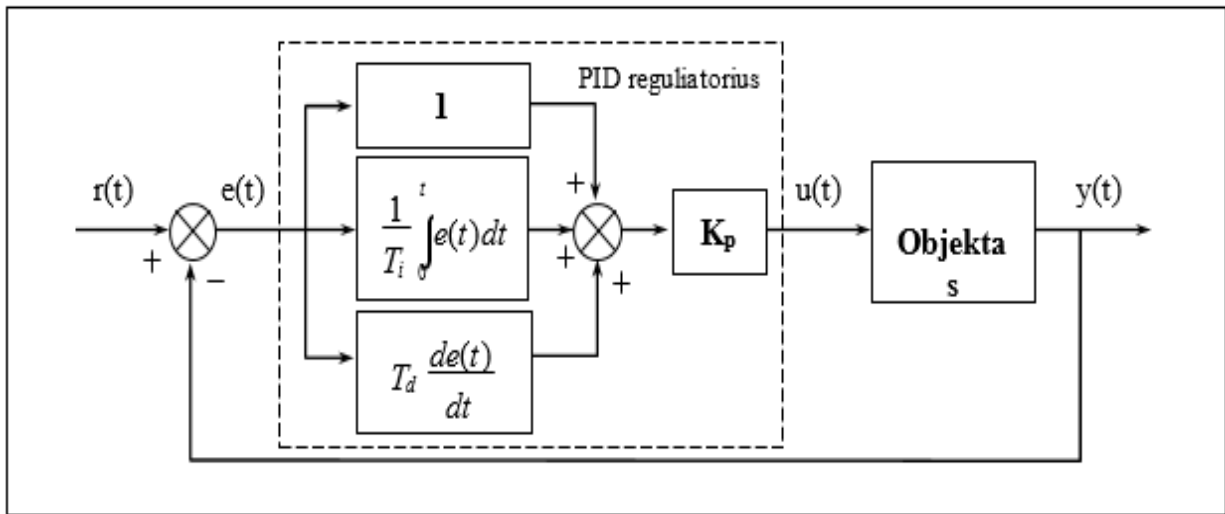 PID reguliatorius
1
r(t)
e(t)
+
−
1/T_i ∫_0^t e(t)dt
+
+
+
K_p
u(t)
Objekta
s
y(t)
T_d de(t)/dt